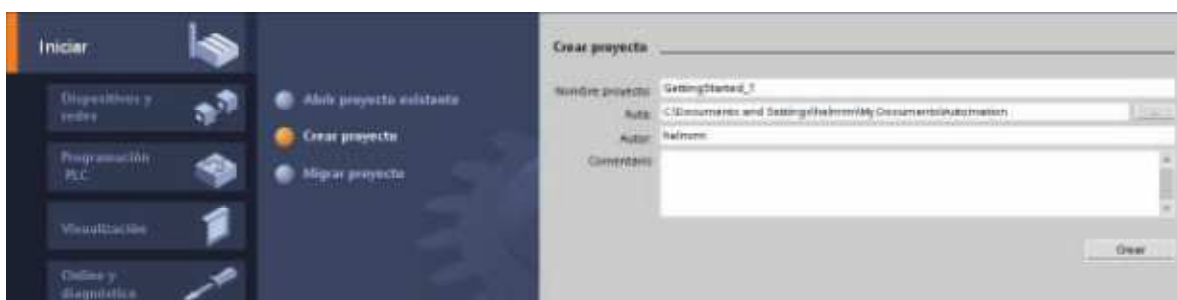 Iniciar
Dispositivos y
redes
Programación
PLC
Visualización
Online y
diagnóstico
Abrir proyecto existente
Crear proyecto
Migrar proyecto
Crear proyecto
Nombre proyecto:
GettingStarted_1
Ruta:
C:\Documents and Settings\helmrm\My Documents\Automation
...
Autor:
helmrm
Comentario:
Crear